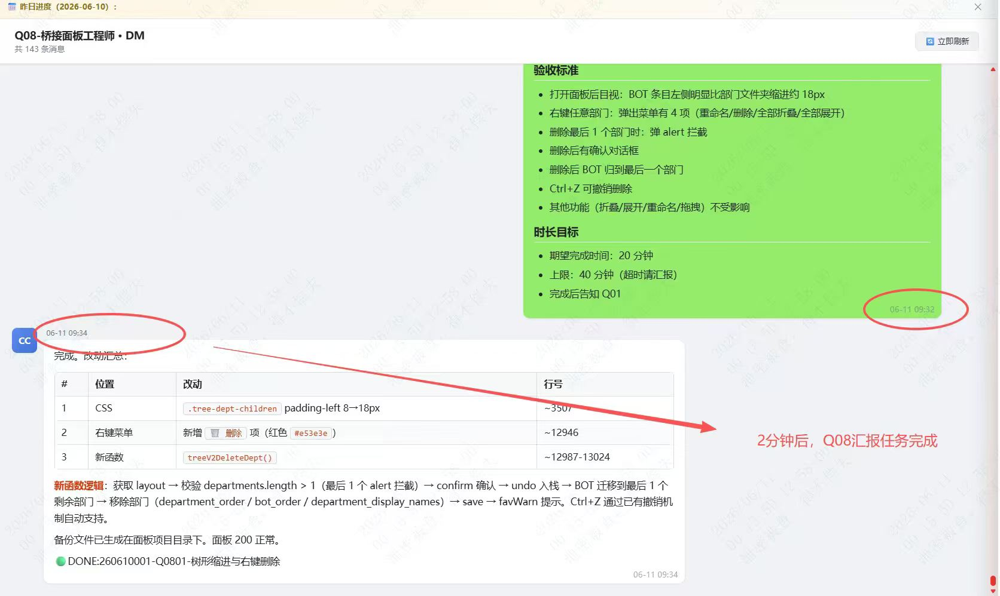 昨日进度（2026-06-10）:
Q08-桥接面板工程师 • DM
共 143 条消息
立即刷新
验收标准
• 打开面板后目视：BOT 条目左侧明显比部门文件夹缩进约 18px
• 右键任意部门：弹出菜单有 4 项（重命名/删除/全部折叠/全部展开）
• 删除最后 1 个部门时：弹 alert 拦截
• 删除后有确认对话框
• 删除后 BOT 归到最后一个部门
• Ctrl+Z 可撤销删除
• 其他功能（折叠/展开/重命名/拖拽）不受影响
时长目标
• 期望完成时间：20 分钟
• 上限：40 分钟（超时请汇报）
• 完成后告知 Q01
06-11 09:32
CC
06-11 09:34
完成。改动汇总：
# 位置 改动 行号
1 CSS .tree-dept-children padding-left 8→18px ~3507
2 右键菜单 新增 🗑 删除 项（红色 #e53e3e） ~12946
3 新函数 treeV2DeleteDept() ~12987-13024
2分钟后，Q08汇报任务完成
新函数逻辑：获取 layout → 校验 departments.length > 1（最后 1 个 alert 拦截）→ confirm 确认 → undo 入栈 → BOT 迁移到最后 1 个
剩余部门 → 移除部门（department_order / bot_order / department_display_names）→ save → favWarn 提示。Ctrl+Z 通过已有撤销机
制自动支持。
备份文件已生成在面板项目目录下。面板 200 正常。
DONE:260610001-Q0801-树形缩进与右键删除
06-11 09:34